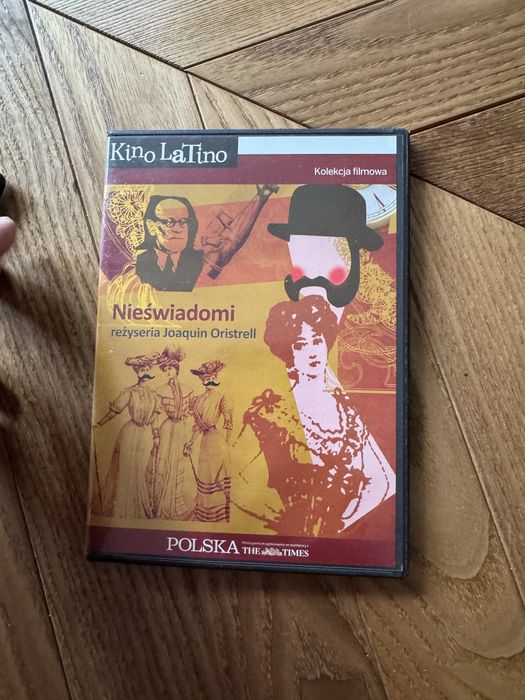 Kino LaTino
Kolekcja filmowa
Nieświadomi
reżyseria Joaquin Oristrell
POLSKA THE TIMES